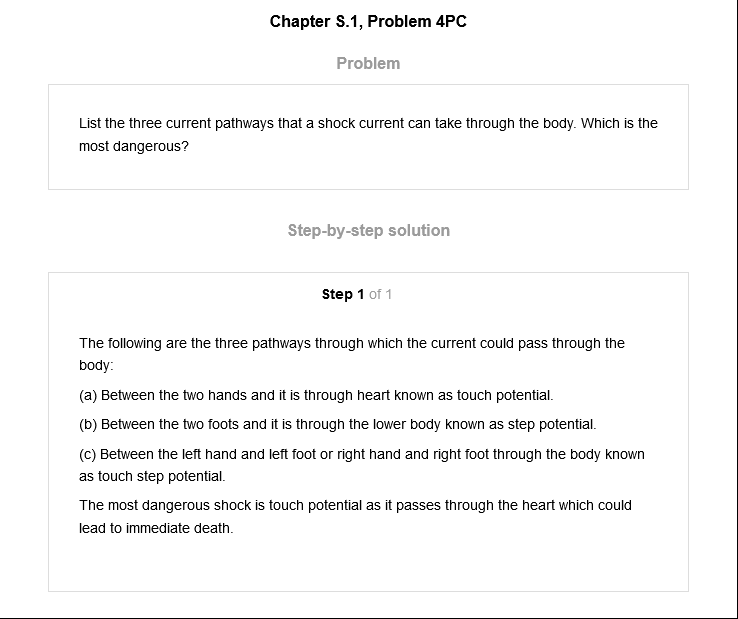 Chapter S.1, Problem 4PC
Problem
List the three current pathways that a shock current can take through the body. Which is the
most dangerous?
Step-by-step solution
Step 1 of 1
The following are the three pathways through which the current could pass through the
body:
(a) Between the two hands and it is through heart known as touch potential.
(b) Between the two foots and it is through the lower body known as step potential.
(c) Between the left hand and left foot or right hand and right foot through the body known
as touch step potential.
The most dangerous shock is touch potential as it passes through the heart which could
lead to immediate death.